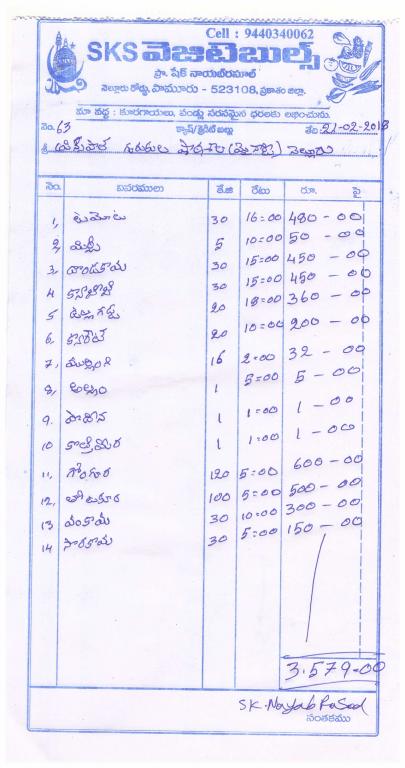 Cell : 9440340062
SKS వెజిటెబుల్స్
ప్రొ. షేక్ నాయబ్‌రసూల్
నెల్లూరు రోడ్డు, పామూరు - 523108, ప్రకాశం జిల్లా.
మా వద్ద : కూరగాయలు, పండ్లు సరసమైన ధరలకు లభించును.
నెం. 63 క్యాష్/క్రెడిట్ బిల్లు తేది 21-02-2018
శ్రీ గురుకుల పాఠశాల నెల్లూరు
నెం. వివరములు కే.జి రేటు రూ. పై
1, టమోటు 30 16=00 480-00
2, మిర్చి 5 10=00 50-00
3. దొండకాయ 30 15=00 450-00
4 30 15=00 450-00
5 ఉల్లగడ్డ 20 18=00 360-00
6. క్యారెట్ 20 10=00 200-00
7, 16 2=00 32-00
8, అల్లం 1 5=00 5-00
9. పొదీన 1 1=00 1-00
10 కొత్తిమీర 1 1=00 1-00
11, గోంగూర 120 5=00 600-00
12, తోటకూర 100 5=00 500-00
13 వంకాయ 30 10=00 300-00
14 సొరకాయ 30 5=00 150-00
3.579-00
SK. Nayab Rasool
సంతకము